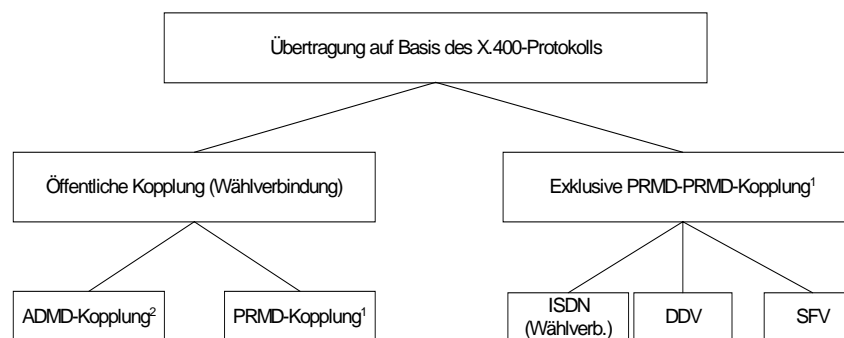 Übertragung auf Basis des X.400-Protokolls
Öffentliche Kopplung (Wählverbindung)
Exklusive PRMD-PRMD-Kopplung¹
ADMD-Kopplung²
PRMD-Kopplung¹
ISDN
(Wählverb.)
DDV
SFV